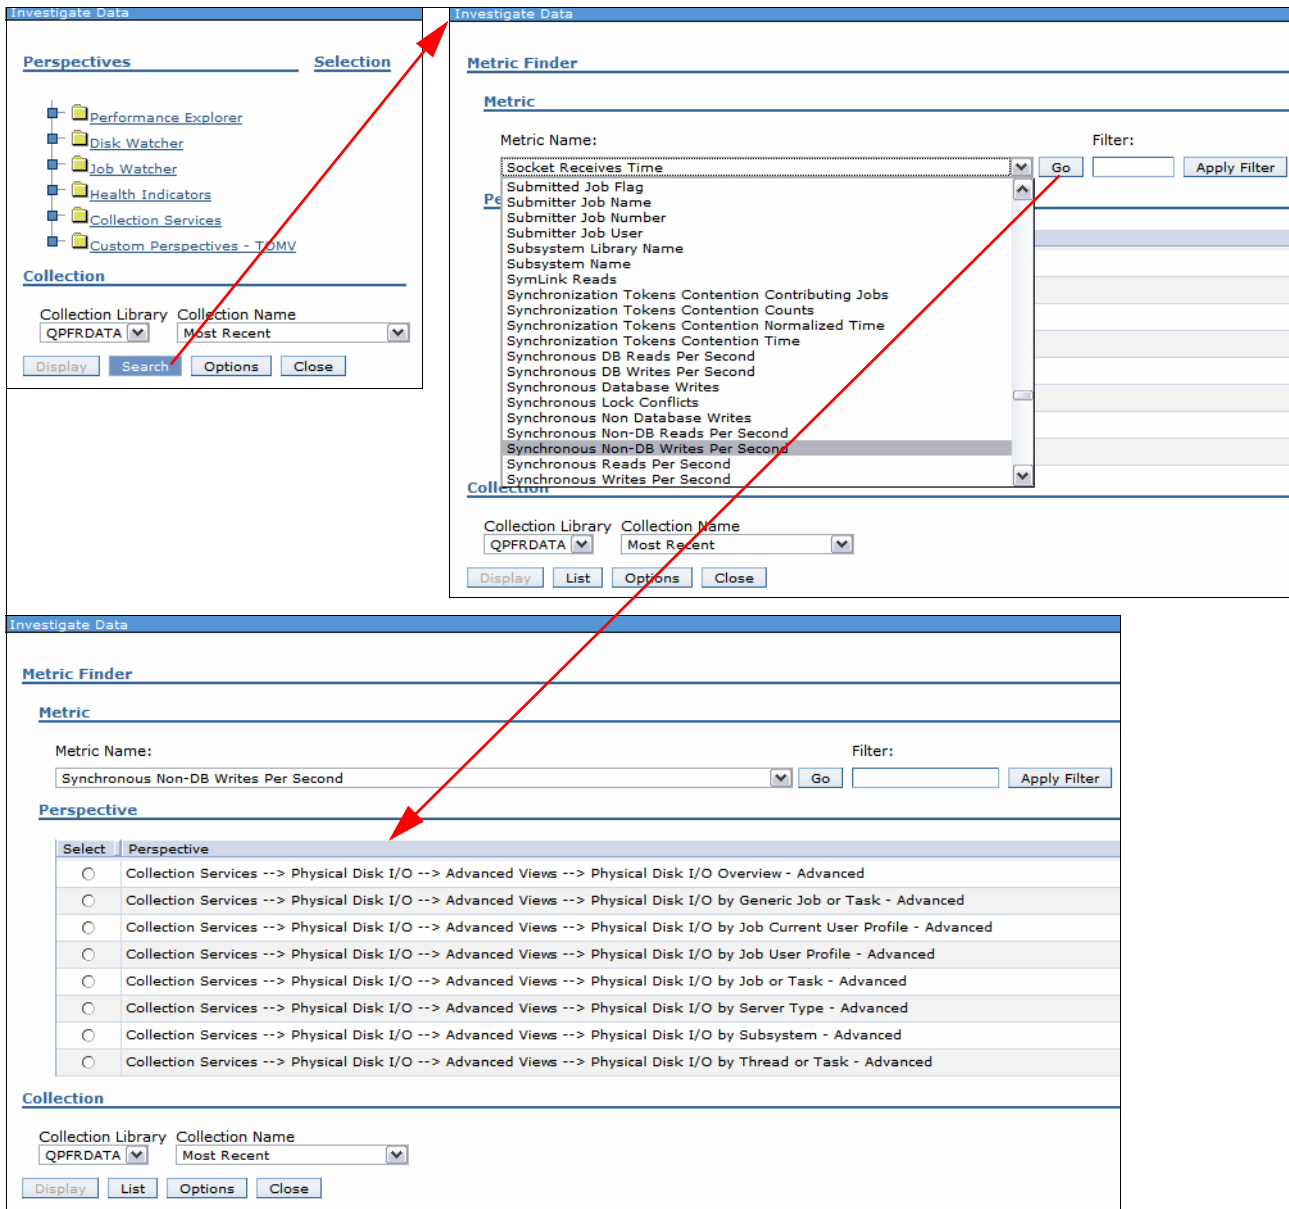 Investigate Data
Perspectives Selection
Performance Explorer
Disk Watcher
Job Watcher
Health Indicators
Collection Services
Custom Perspectives - TOMV
Collection
Collection Library Collection Name
QPFRDATA Most Recent
Display Search Options Close
Investigate Data
Metric Finder
Metric
Metric Name: Filter:
Socket Receives Time Go Apply Filter
Submitted Job Flag
Submitter Job Name
Submitter Job Number
Submitter Job User
Subsystem Library Name
Subsystem Name
SymLink Reads
Synchronization Tokens Contention Contributing Jobs
Synchronization Tokens Contention Counts
Synchronization Tokens Contention Normalized Time
Synchronization Tokens Contention Time
Synchronous DB Reads Per Second
Synchronous DB Writes Per Second
Synchronous Database Writes
Synchronous Lock Conflicts
Synchronous Non Database Writes
Synchronous Non-DB Reads Per Second
Synchronous Non-DB Writes Per Second
Synchronous Reads Per Second
Synchronous Writes Per Second
Collection
Collection Library Collection Name
QPFRDATA Most Recent
Display List Options Close
Investigate Data
Metric Finder
Metric
Metric Name: Filter:
Synchronous Non-DB Writes Per Second Go Apply Filter
Perspective
Select Perspective
Collection Services --> Physical Disk I/O --> Advanced Views --> Physical Disk I/O Overview - Advanced
Collection Services --> Physical Disk I/O --> Advanced Views --> Physical Disk I/O by Generic Job or Task - Advanced
Collection Services --> Physical Disk I/O --> Advanced Views --> Physical Disk I/O by Job Current User Profile - Advanced
Collection Services --> Physical Disk I/O --> Advanced Views --> Physical Disk I/O by Job User Profile - Advanced
Collection Services --> Physical Disk I/O --> Advanced Views --> Physical Disk I/O by Job or Task - Advanced
Collection Services --> Physical Disk I/O --> Advanced Views --> Physical Disk I/O by Server Type - Advanced
Collection Services --> Physical Disk I/O --> Advanced Views --> Physical Disk I/O by Subsystem - Advanced
Collection Services --> Physical Disk I/O --> Advanced Views --> Physical Disk I/O by Thread or Task - Advanced
Collection
Collection Library Collection Name
QPFRDATA Most Recent
Display List Options Close